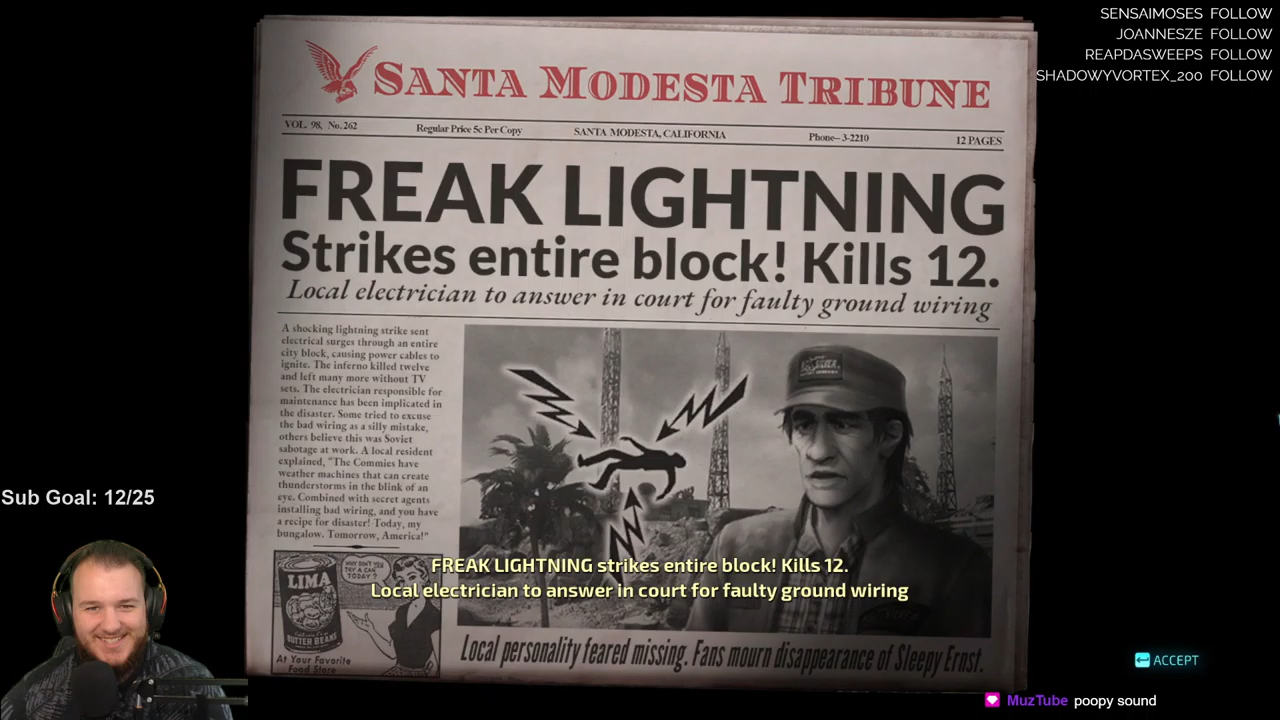 SENSAIMOSES FOLLOW
JOANNESZE FOLLOW
REAPDASWEEPS FOLLOW
SHADOWYVORTEX_200 FOLLOW
SANTA MODESTA TRIBUNE
VOL. 98, No. 262 Regular Price 5c Per Copy SANTA MODESTA, CALIFORNIA Phone– 3-2210 12 PAGES
FREAK LIGHTNING
Strikes entire block! Kills 12.
Local electrician to answer in court for faulty ground wiring
A shocking lightning strike sent
electrical surges through an entire
city block, causing power cables to
ignite. The inferno killed twelve
and left many more without TV
sets. The electrician responsible for
maintenance has been implicated in
the disaster. Some tried to excuse
the bad wiring as a silly mistake,
others believe this was Soviet
sabotage at work. A local resident
explained, "The Commies have
weather machines that can create
thunderstorms in the blink of an
eye. Combined with secret agents
installing bad wiring, and you have
a recipe for disaster! Today, my
bungalow. Tomorrow, America!"
LIMA
BUTTER BEANS
WHY DON'T YOU
TRY A CAN
TODAY?
At Your Favorite
Food Store
FREAK LIGHTNING strikes entire block! Kills 12.
Local electrician to answer in court for faulty ground wiring
Local personality feared missing. Fans mourn disappearance of Sleepy Ernst.
Sub Goal: 12/25
ACCEPT
MuzTube poopy sound